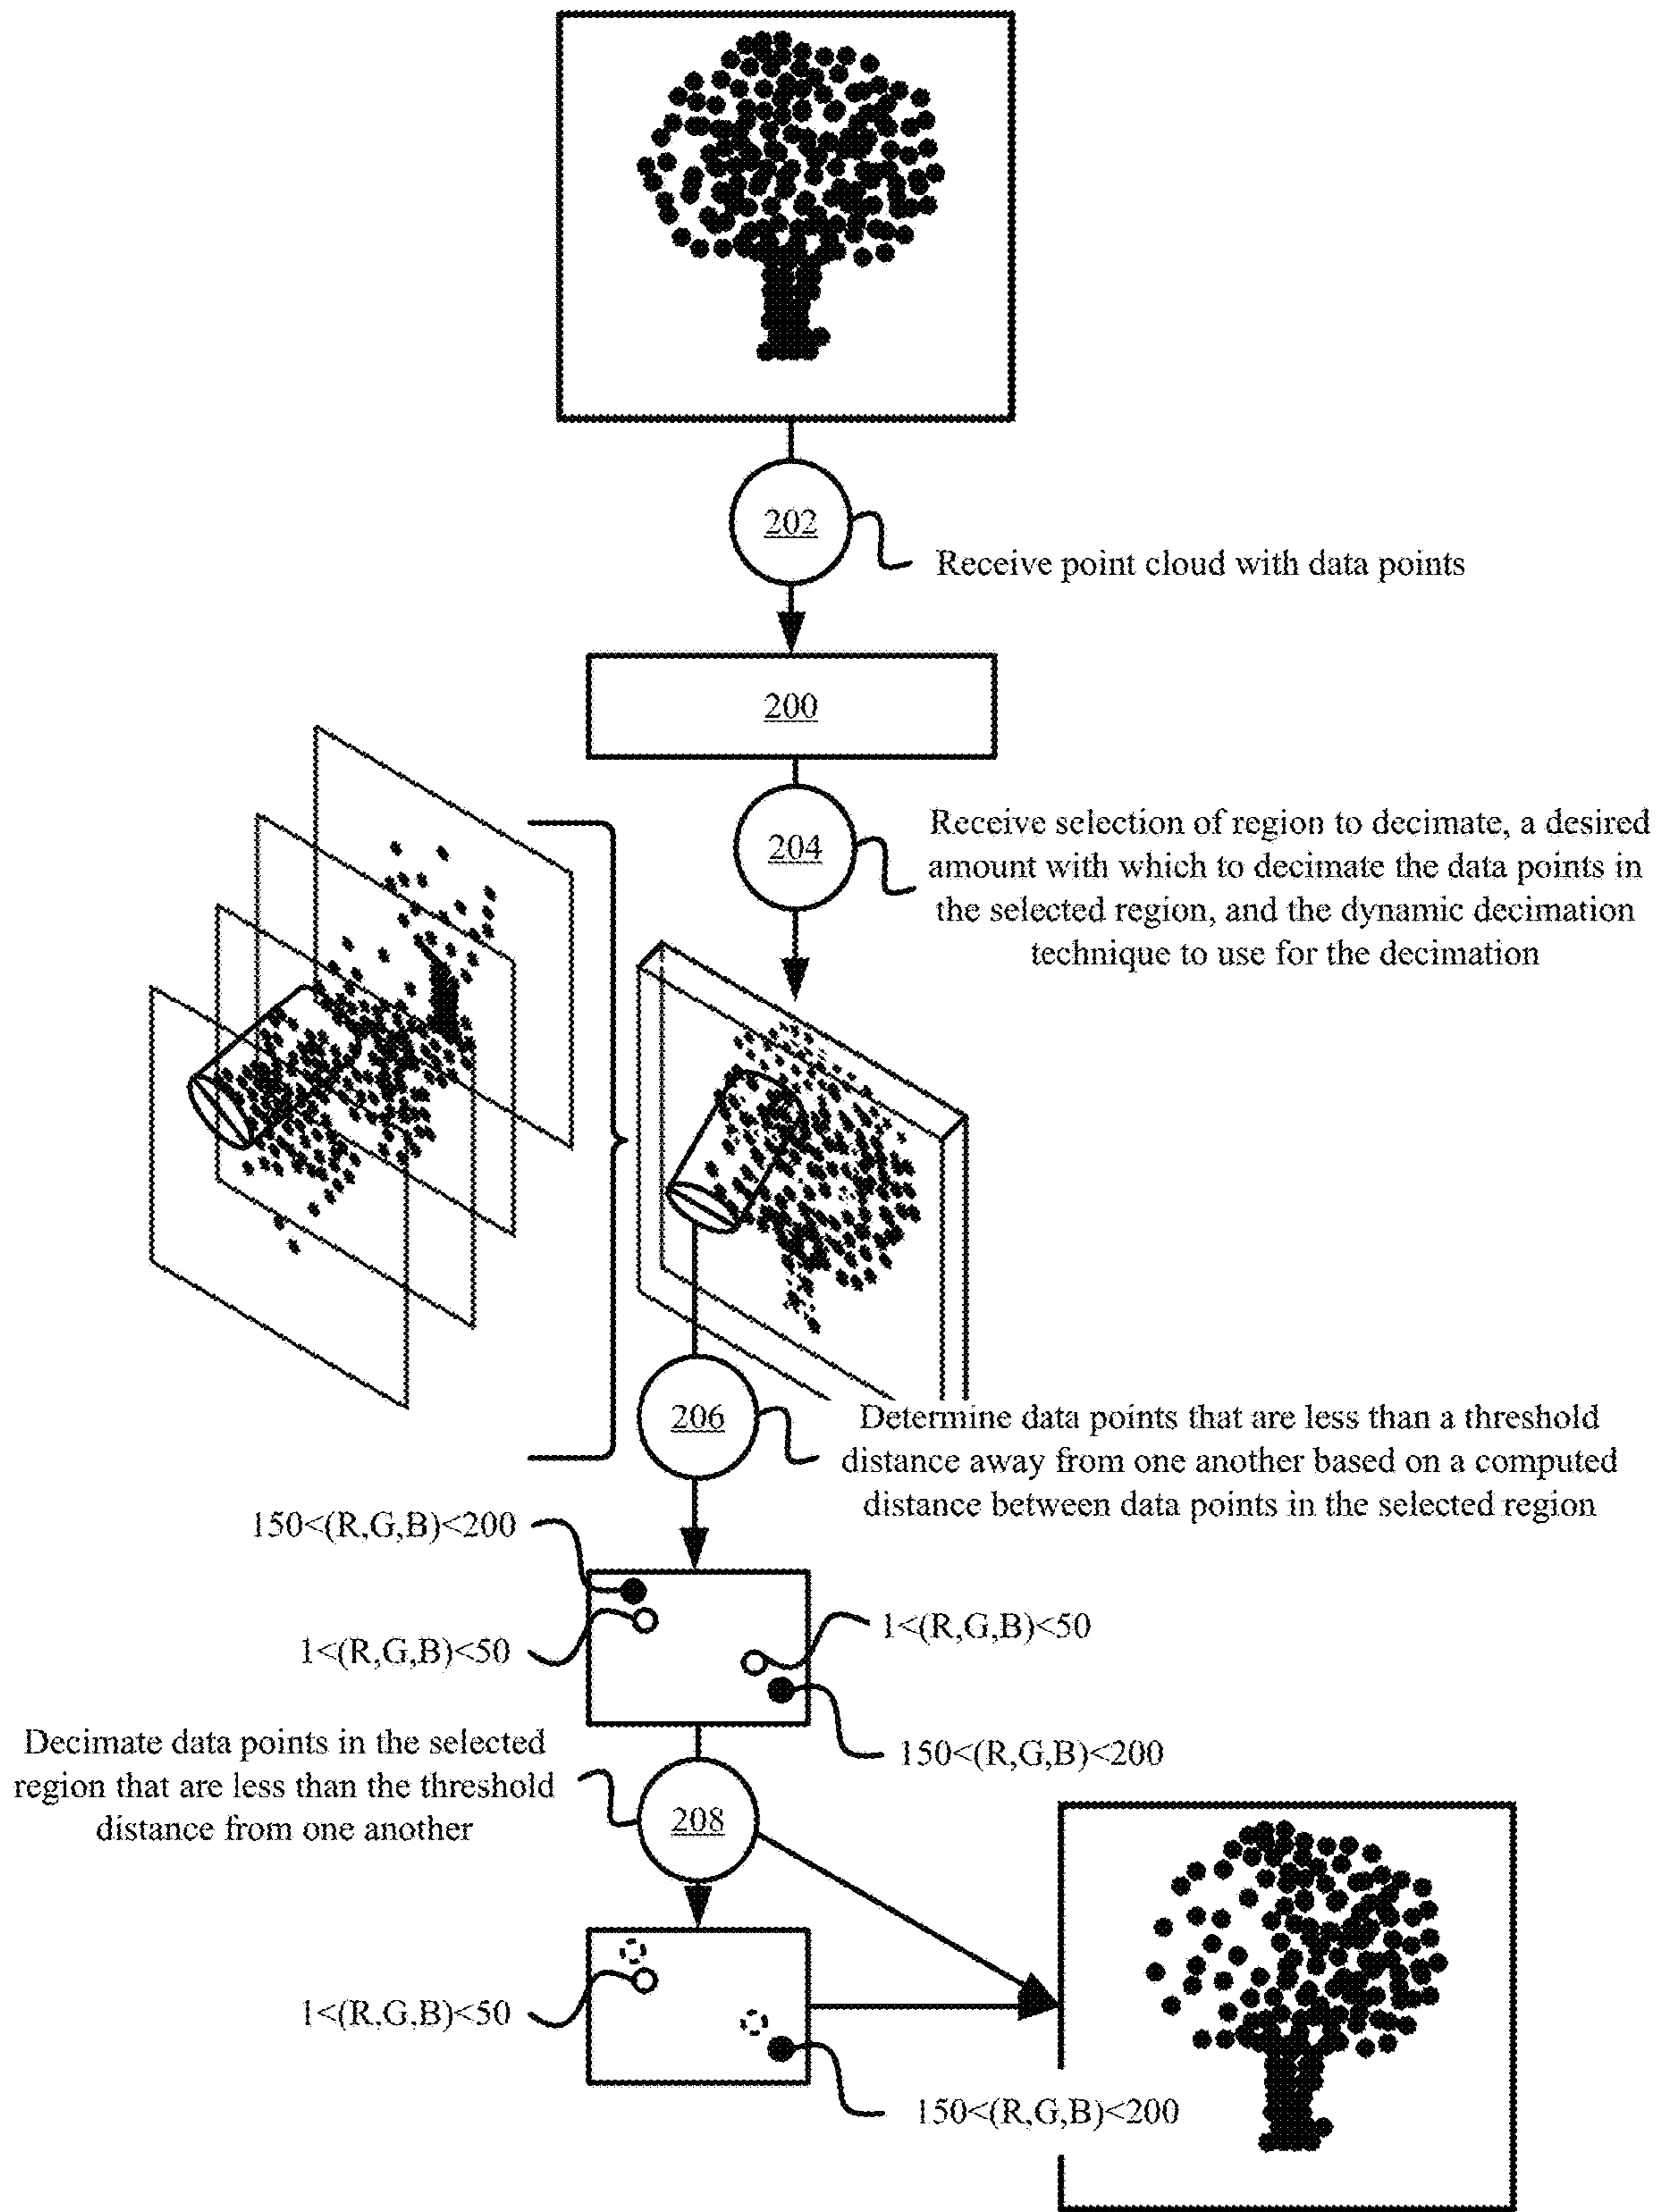 202
Receive point cloud with data points
200
204
Receive selection of region to decimate, a desired
amount with which to decimate the data points in
the selected region, and the dynamic decimation
technique to use for the decimation
206
Determine data points that are less than a threshold
distance away from one another based on a computed
distance between data points in the selected region
150<(R,G,B)<200
1<(R,G,B)<50
1<(R,G,B)<50
150<(R,G,B)<200
Decimate data points in the selected
region that are less than the threshold
distance from one another
208
1<(R,G,B)<50
150<(R,G,B)<200